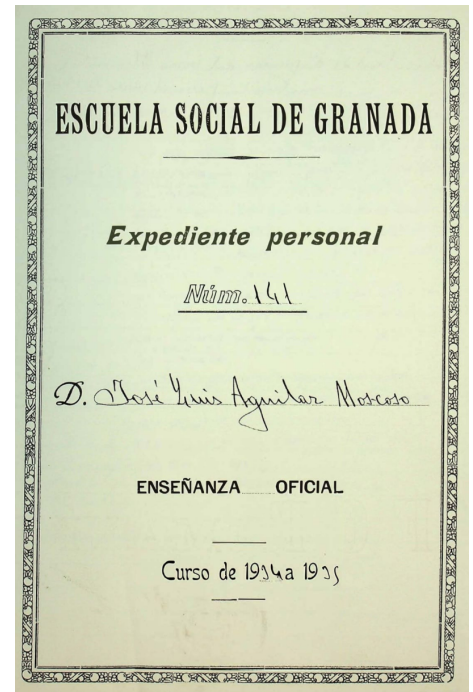 ESCUELA SOCIAL DE GRANADA
Expediente personal
Núm. 141
D. José Luis Aguilar Moscoso
ENSEÑANZA OFICIAL
Curso de 1934 a 1935